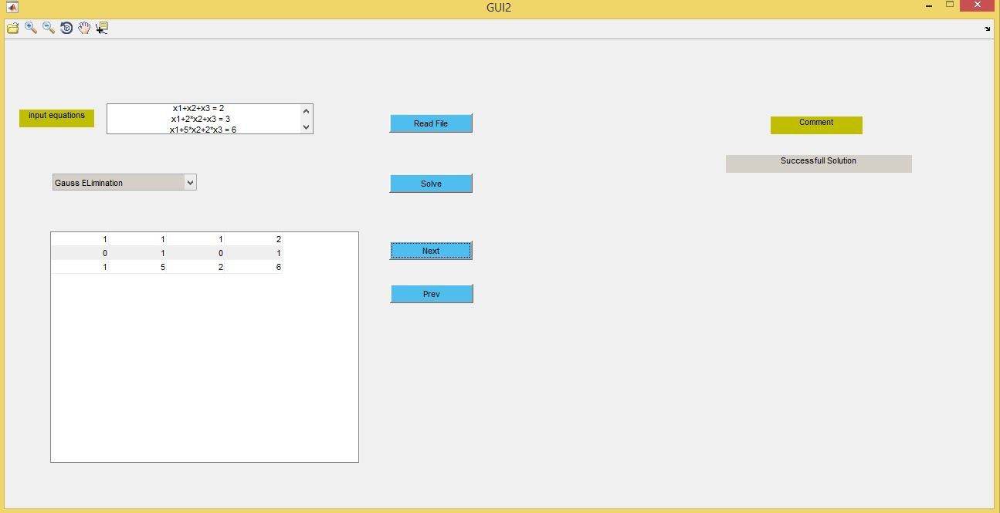 GUI2
input equations
x1+x2+x3 = 2
x1+2*x2+x3 = 3
x1+5*x2+2*x3 = 6
Read File
Comment
Successfull Solution
Gauss ELimination
Solve
1 1 1 2
0 1 0 1
1 5 2 6
Next
Prev